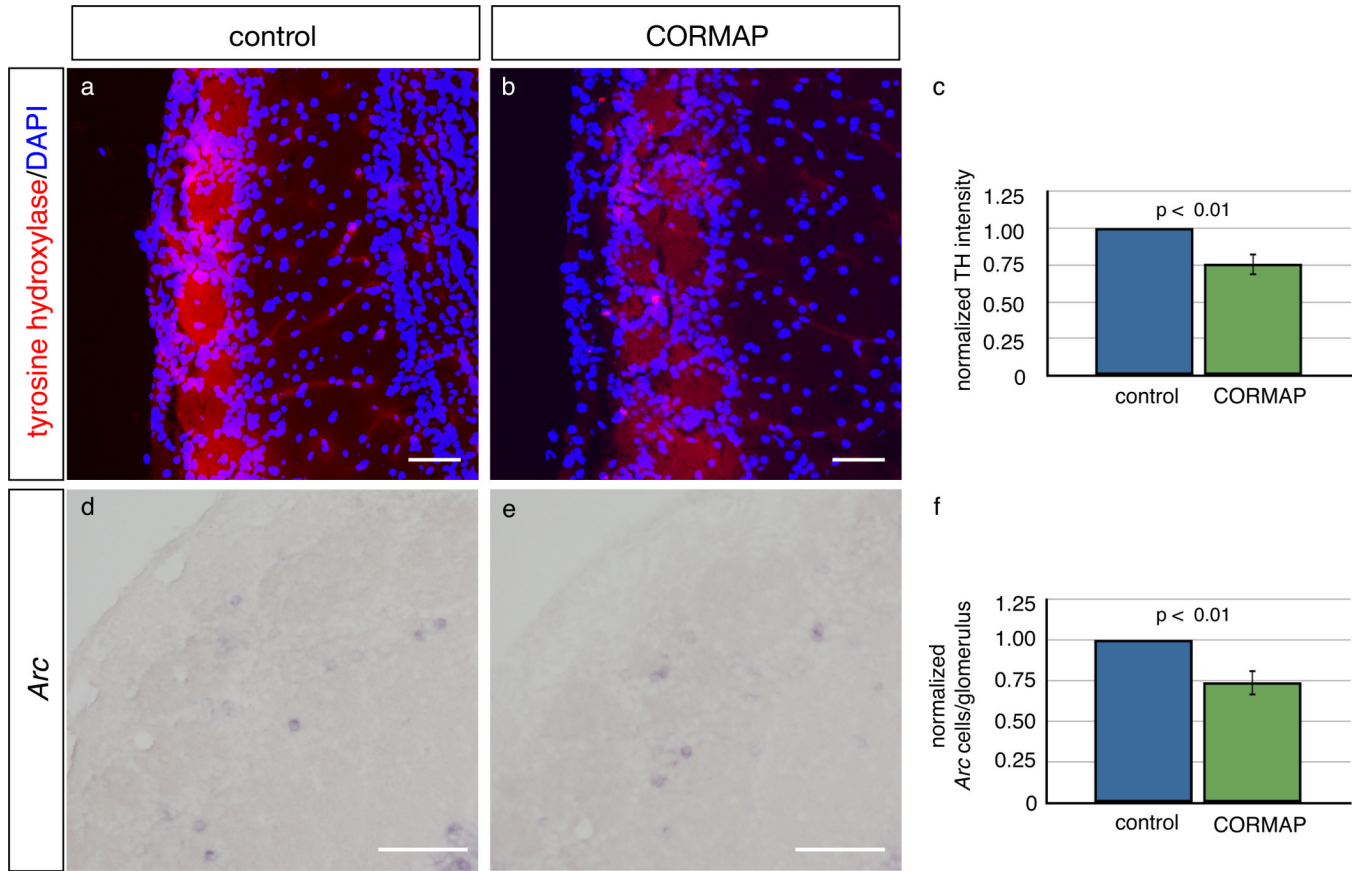 control
CORMAP
tyrosine hydroxylase/DAPI
a
b
c
normalized TH intensity
1.25
1.00
0.75
0.50
0.25
0
p < 0.01
control
CORMAP
Arc
d
e
f
normalized
Arc cells/glomerulus
1.25
1.00
0.75
0.50
0.25
0
p < 0.01
control
CORMAP